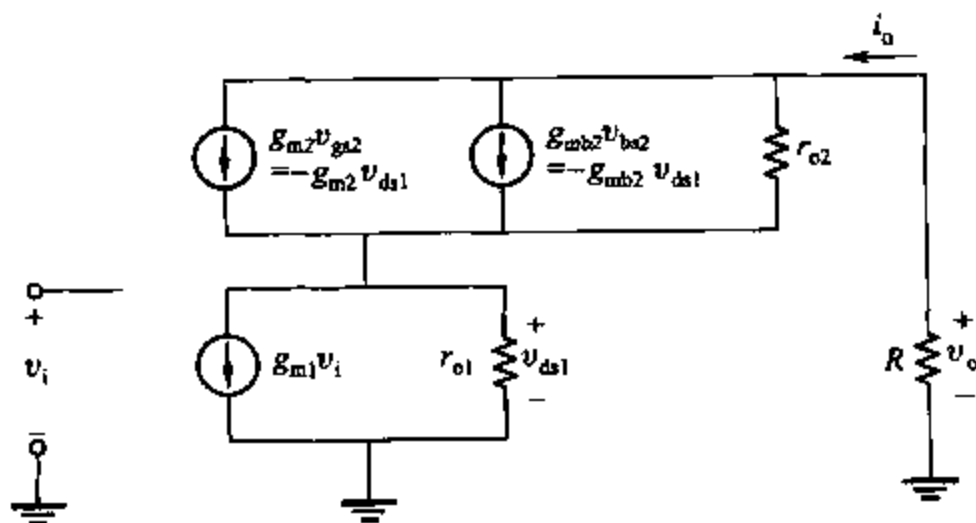 i_o
g_m2 v_gs2
=-g_m2 v_ds1
g_mb2 v_bs2
=-g_mb2 v_ds1
r_o2
+
v_i
−
g_m1 v_i
r_o1
+
v_ds1
−
R
+
v_o
−